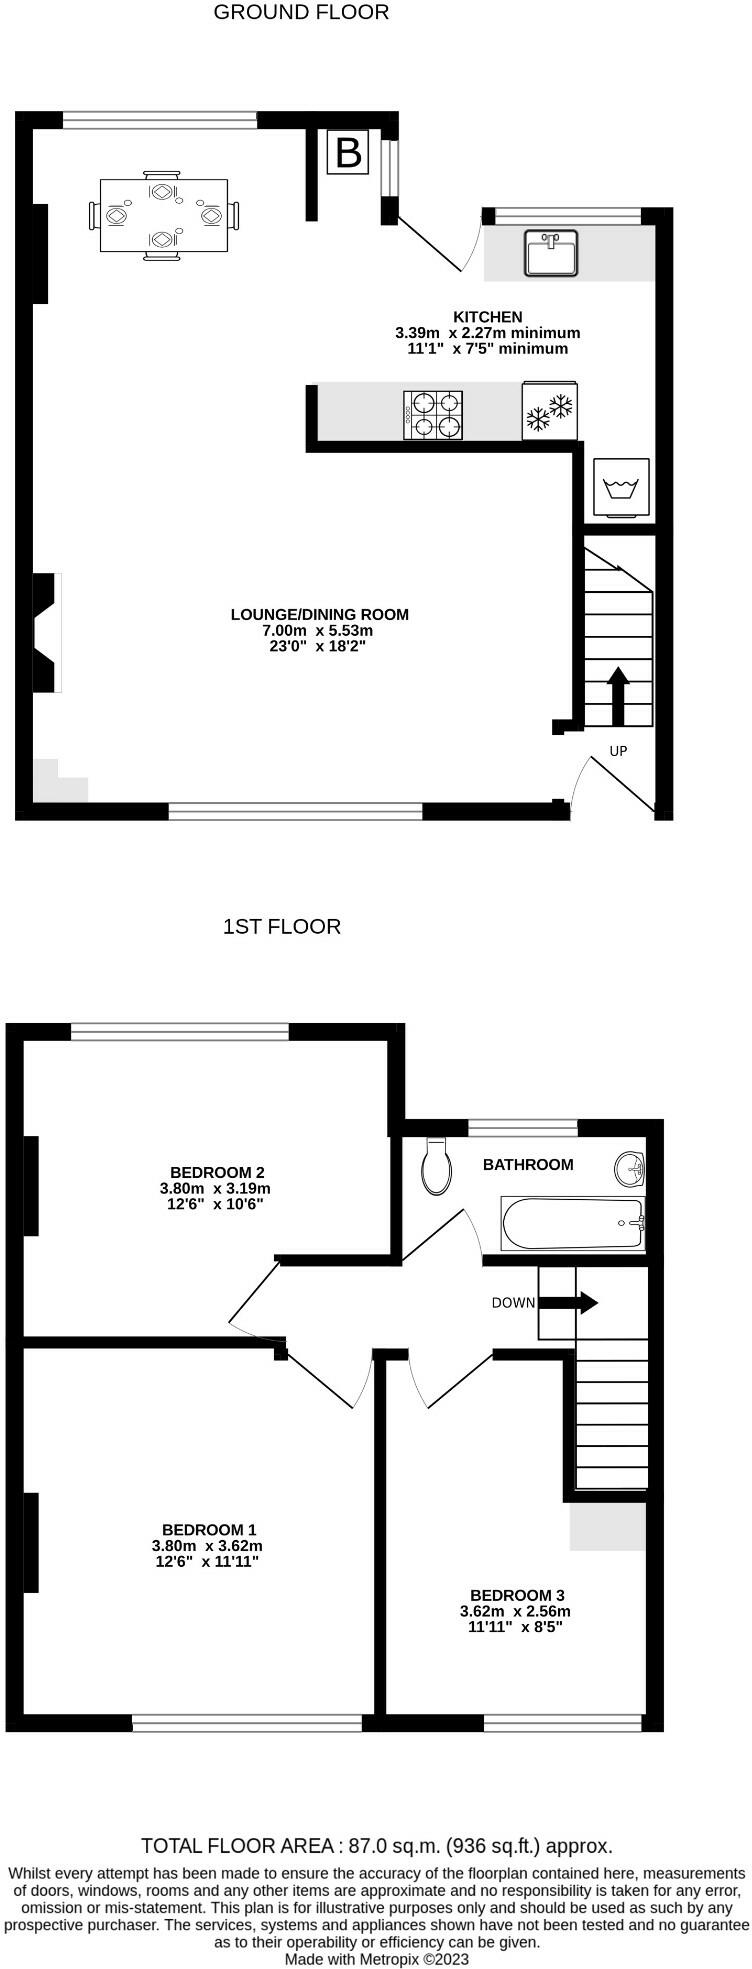 GROUND FLOOR
B
KITCHEN
3.39m x 2.27m minimum
11'1" x 7'5" minimum
LOUNGE/DINING ROOM
7.00m x 5.53m
23'0" x 18'2"
UP
1ST FLOOR
BEDROOM 2
3.80m x 3.19m
12'6" x 10'6"
BATHROOM
DOWN
BEDROOM 1
3.80m x 3.62m
12'6" x 11'11"
BEDROOM 3
3.62m x 2.56m
11'11" x 8'5"
TOTAL FLOOR AREA : 87.0 sq.m. (936 sq.ft.) approx.
Whilst every attempt has been made to ensure the accuracy of the floorplan contained here, measurements
of doors, windows, rooms and any other items are approximate and no responsibility is taken for any error,
omission or mis-statement. This plan is for illustrative purposes only and should be used as such by any
prospective purchaser. The services, systems and appliances shown have not been tested and no guarantee
as to their operability or efficiency can be given.
Made with Metropix ©2023